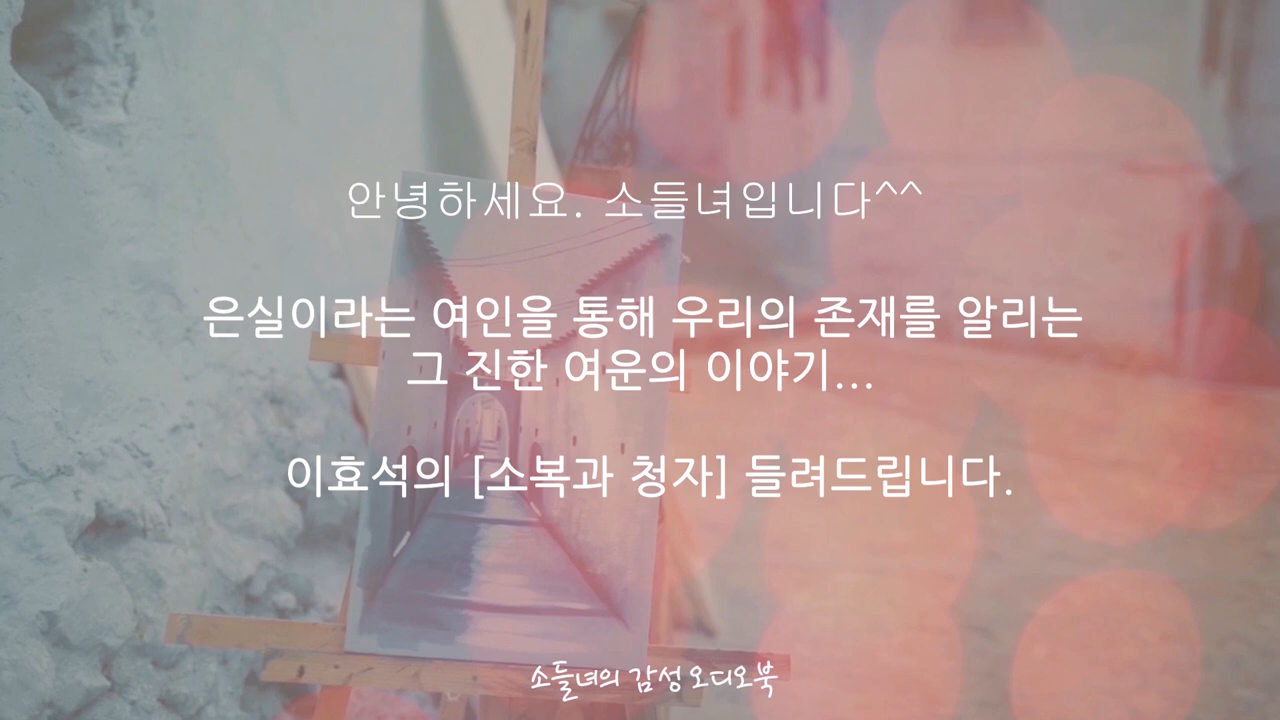 안녕하세요. 소들녀입니다^^
은실이라는 여인을 통해 우리의 존재를 알리는
그 진한 여운의 이야기...
이효석의 [소복과 청자] 들려드립니다.
소들녀의 감성 오디오북